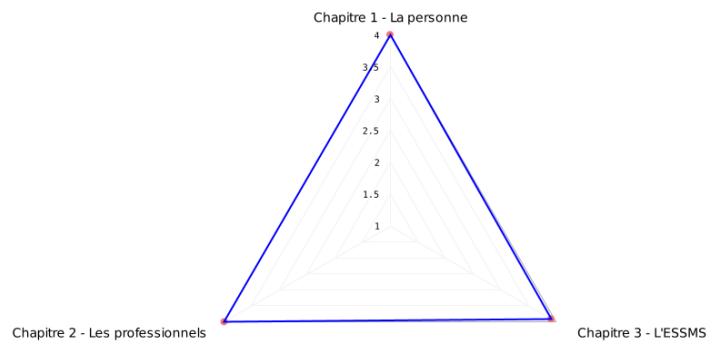 Chapitre 1 - La personne
4
3.5
3
2.5
2
1.5
1
Chapitre 2 - Les professionnels
Chapitre 3 - L'ESSMS